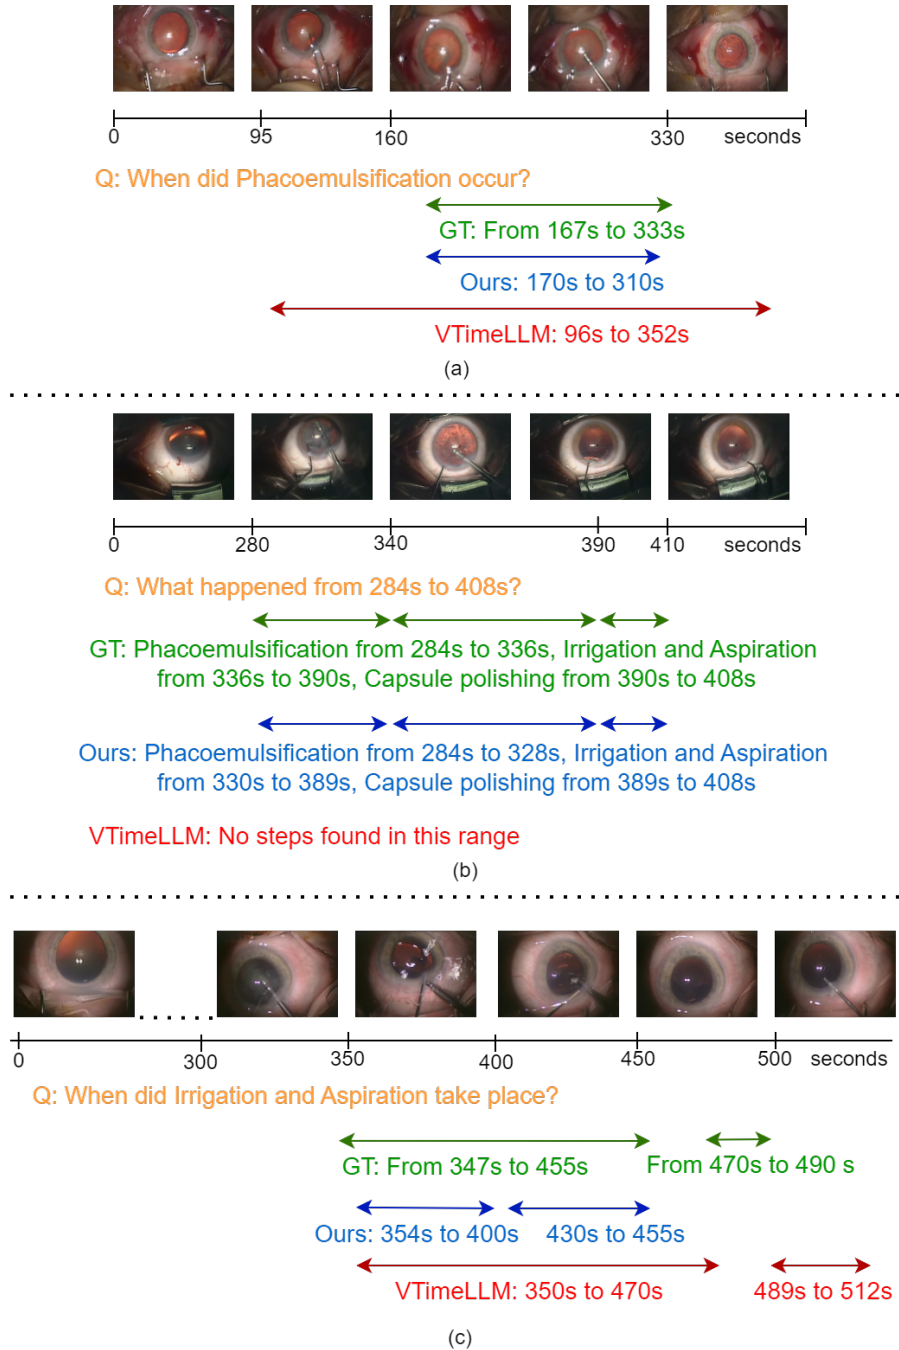 0 95 160 330 seconds
Q: When did Phacoemulsification occur?
GT: From 167s to 333s
Ours: 170s to 310s
VTimeLLM: 96s to 352s
(a)
0 280 340 390 410 seconds
Q: What happened from 284s to 408s?
GT: Phacoemulsification from 284s to 336s, Irrigation and Aspiration
from 336s to 390s, Capsule polishing from 390s to 408s
Ours: Phacoemulsification from 284s to 328s, Irrigation and Aspiration
from 330s to 389s, Capsule polishing from 389s to 408s
VTimeLLM: No steps found in this range
(b)
0 300 350 400 450 500 seconds
Q: When did Irrigation and Aspiration take place?
GT: From 347s to 455s From 470s to 490 s
Ours: 354s to 400s 430s to 455s
VTimeLLM: 350s to 470s 489s to 512s
(c)